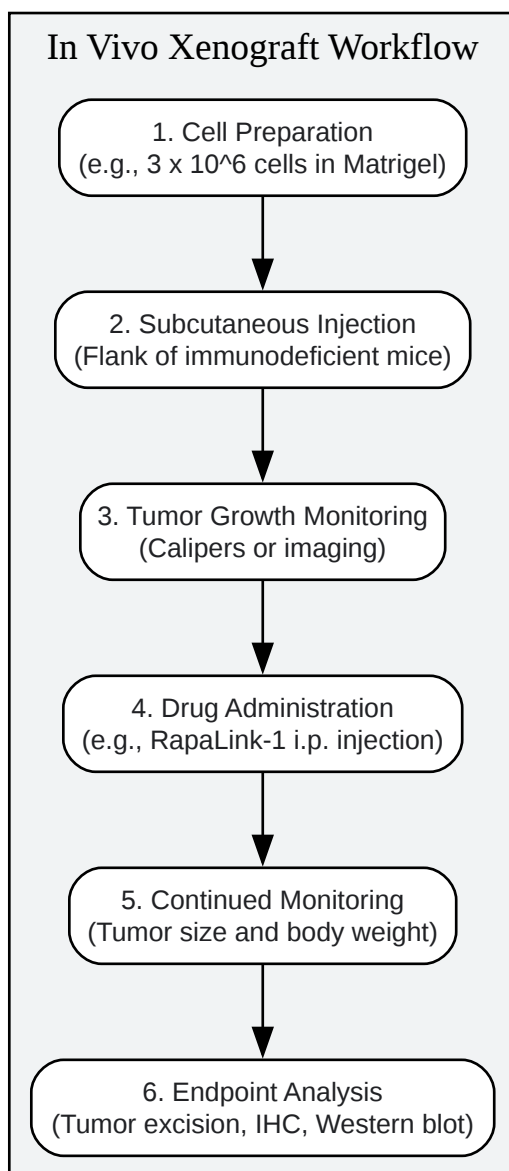 In Vivo Xenograft Workflow
1. Cell Preparation
(e.g., 3 x 10^6 cells in Matrigel)
2. Subcutaneous Injection
(Flank of immunodeficient mice)
3. Tumor Growth Monitoring
(Calipers or imaging)
4. Drug Administration
(e.g., RapaLink-1 i.p. injection)
5. Continued Monitoring
(Tumor size and body weight)
6. Endpoint Analysis
(Tumor excision, IHC, Western blot)